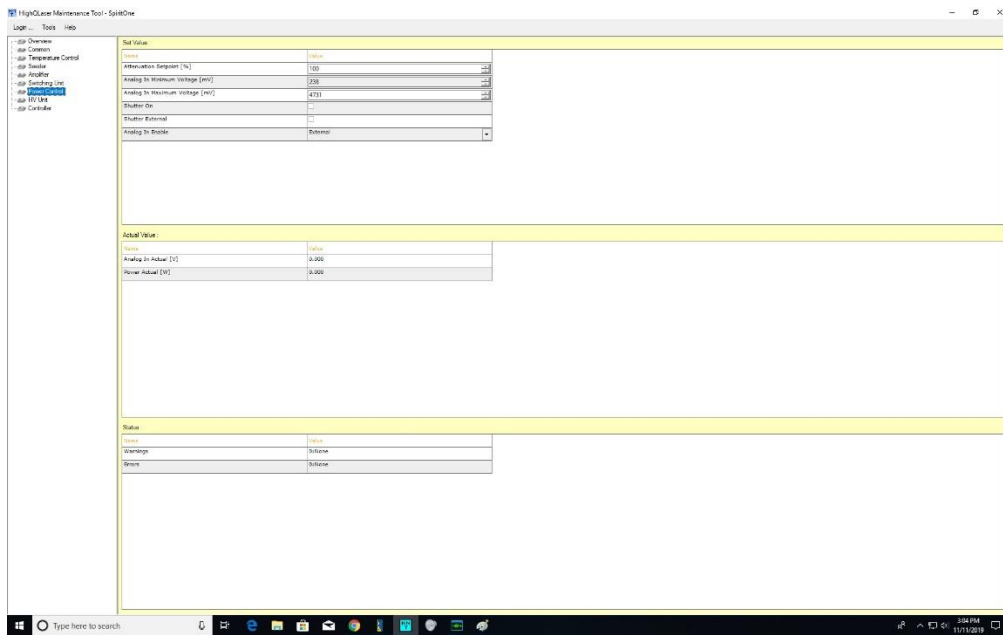 HighQLaser Maintenance Tool - SpiritOne
Login ... Tools Help
Overview
Common
Temperature Control
Seeder
Amplifier
Switching Unit
Power Control
HV Unit
Controller
Set Value :
Name Value
Attenuation Setpoint [%] 100
Analog In Minimum Voltage [mV] 238
Analog In Maximum Voltage [mV] 4731
Shutter On
Shutter External
Analog In Enable External
Actual Value :
Name Value
Analog In Actual [V] 0.000
Power Actual [W] 0.000
Status
Name Value
Warnings 0:None
Errors 0:None
Type here to search
3:04 PM
11/11/2019